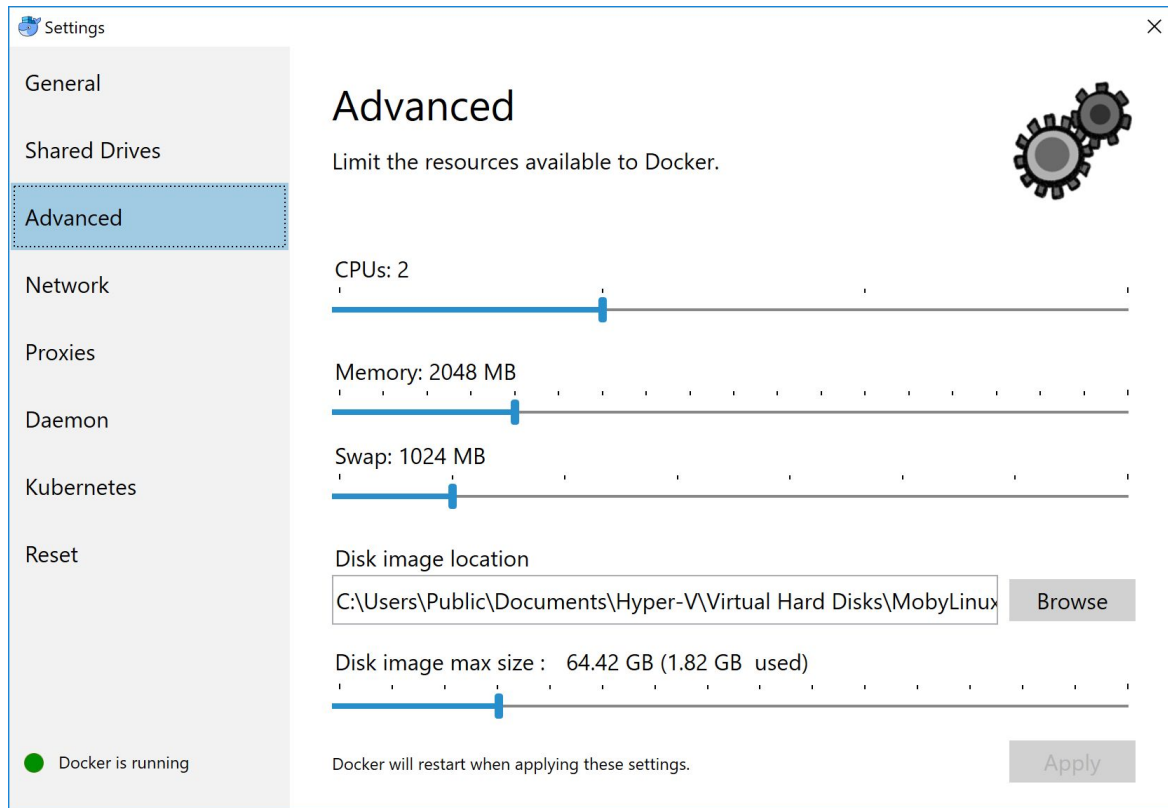 Settings
General
Shared Drives
Advanced
Network
Proxies
Daemon
Kubernetes
Reset
Docker is running
Advanced
Limit the resources available to Docker.
CPUs: 2
Memory: 2048 MB
Swap: 1024 MB
Disk image location
C:\Users\Public\Documents\Hyper-V\Virtual Hard Disks\MobyLinux
Browse
Disk image max size : 64.42 GB (1.82 GB used)
Docker will restart when applying these settings.
Apply